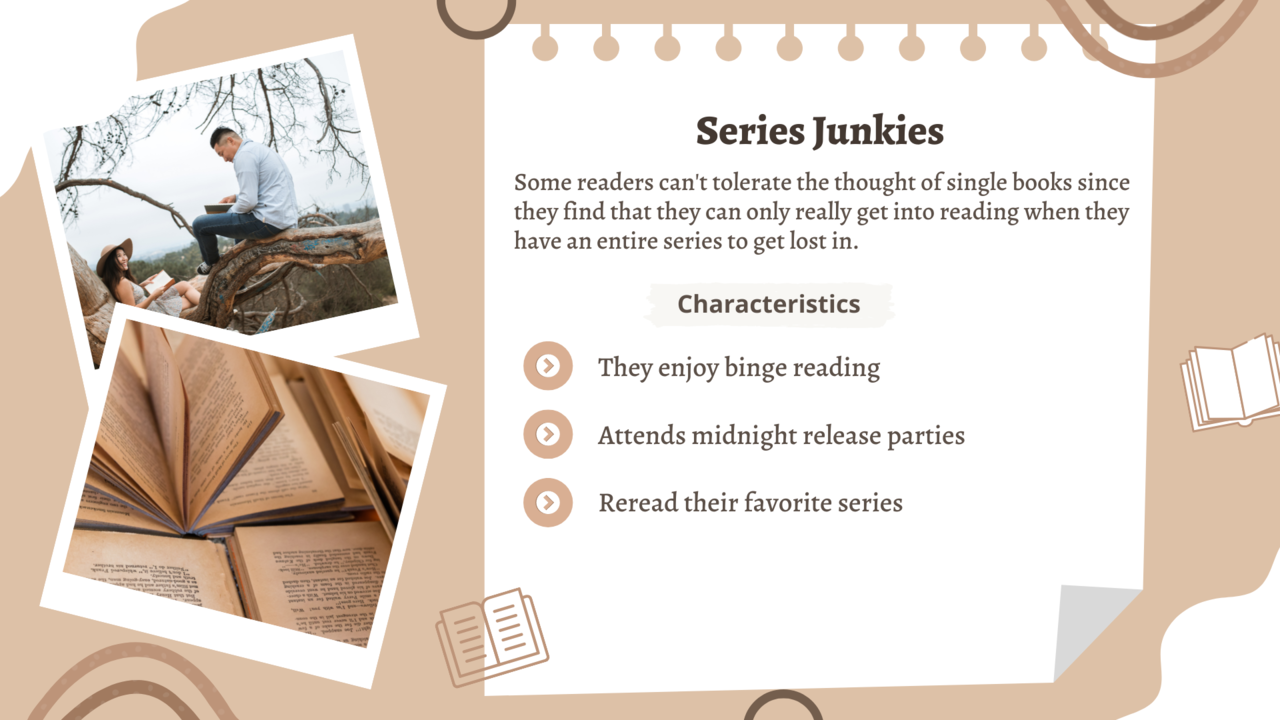 Series Junkies
Some readers can't tolerate the thought of single books since
they find that they can only really get into reading when they
have an entire series to get lost in.
Characteristics
They enjoy binge reading
Attends midnight release parties
Reread their favorite series